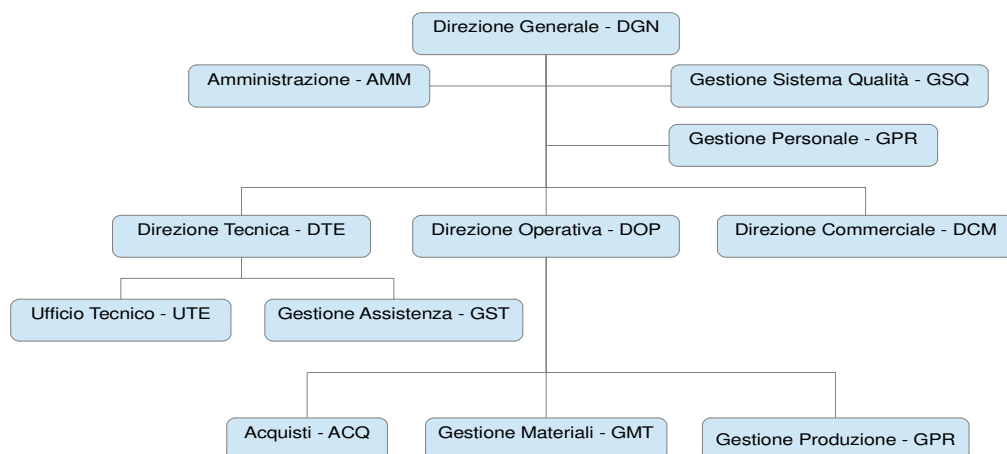 Direzione Generale - DGN
Amministrazione - AMM
Gestione Sistema Qualità - GSQ
Gestione Personale - GPR
Direzione Tecnica - DTE
Direzione Operativa - DOP
Direzione Commerciale - DCM
Ufficio Tecnico - UTE
Gestione Assistenza - GST
Acquisti - ACQ
Gestione Materiali - GMT
Gestione Produzione - GPR